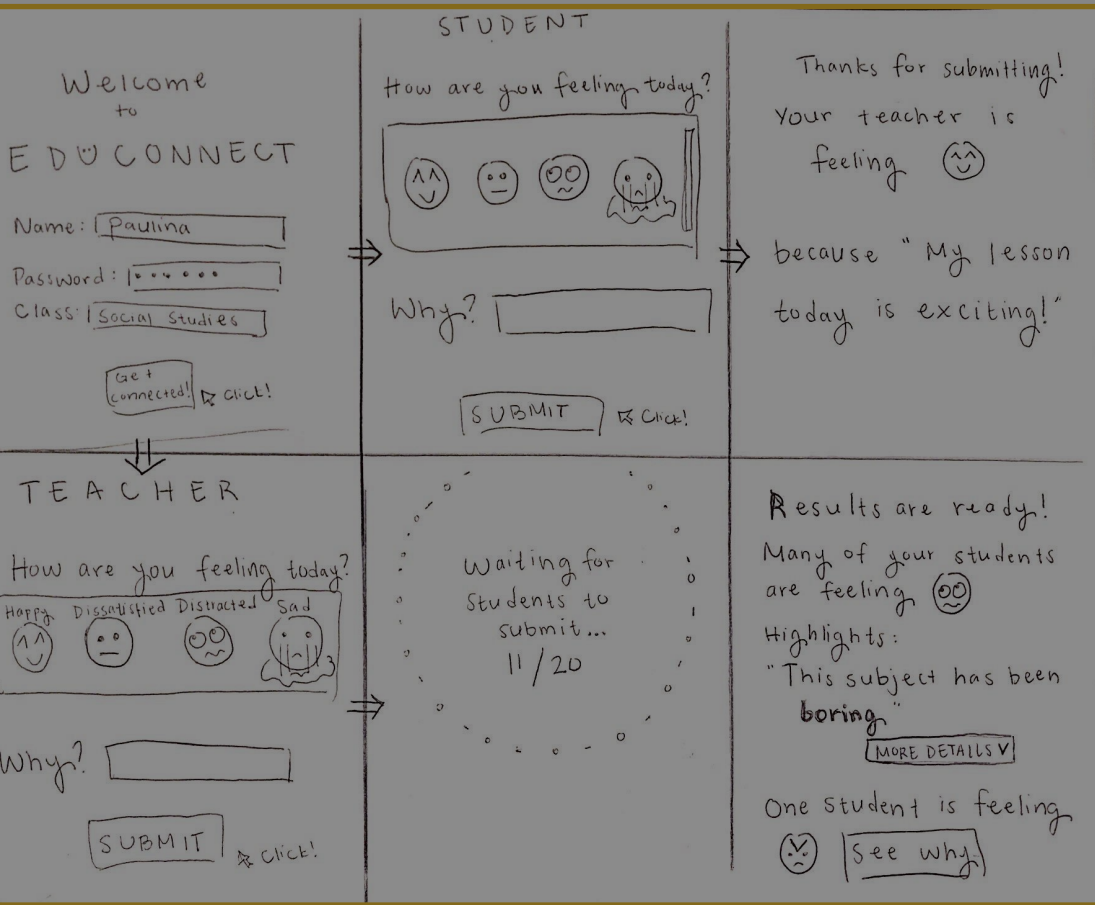 Welcome
to
EDUCONNECT
Name: Paulina
Password: ••••••
Class: Social Studies
Get
connected!
Click!
STUDENT
How are you feeling today?
Why?
SUBMIT
Click!
Thanks for submitting!
Your teacher is
feeling
because "My lesson
today is exciting!"
TEACHER
How are you feeling today?
Happy Dissatisfied Distracted Sad
Why?
SUBMIT
Click!
Waiting for
students to
submit...
11/20
Results are ready!
Many of your students
are feeling
Highlights:
"This subject has been
boring"
MORE DETAILS V
One student is feeling
See why